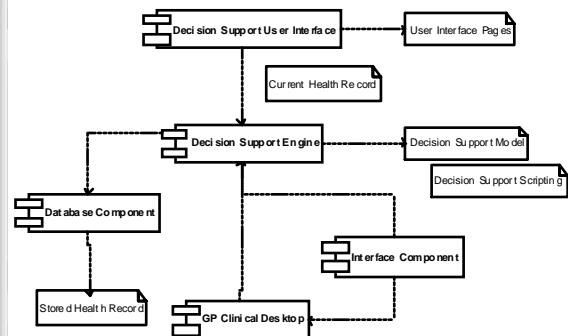 Decision Support User Interface
User Interface Pages
Current Health Record
Decision Support Engine
Decision Support Model
Decision Support Scripting
Database Component
Interface Component
Stored Health Record
GP Clinical Desktop